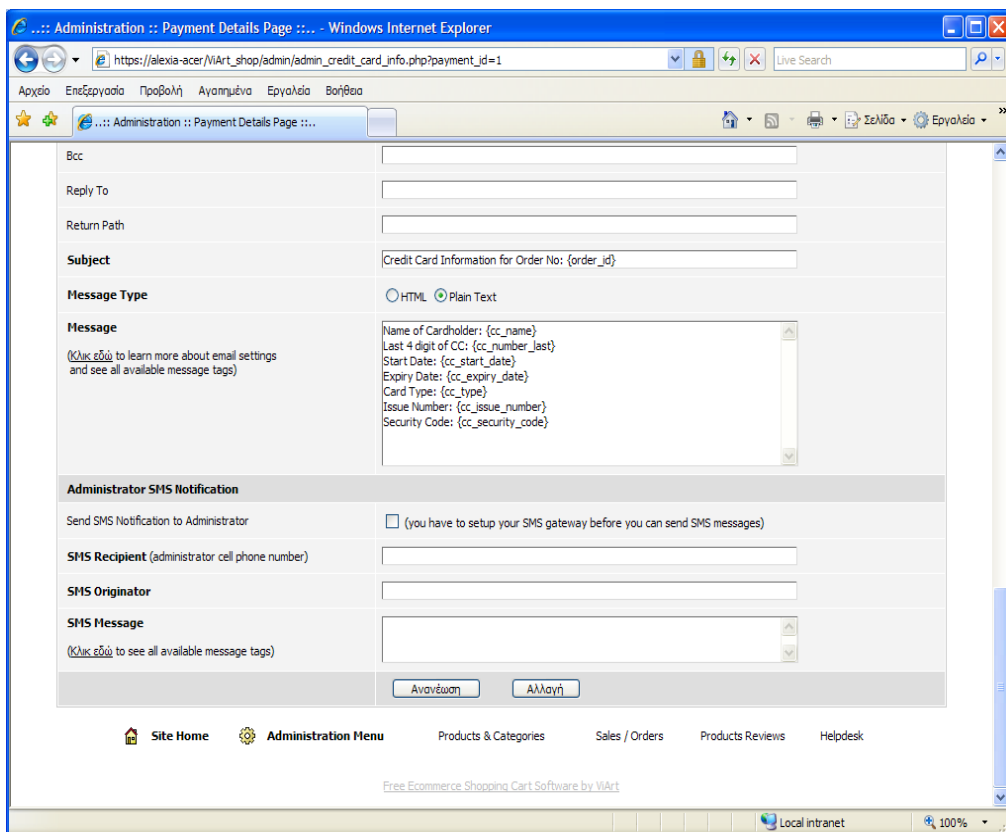 ..:: Administration :: Payment Details Page ::... - Windows Internet Explorer
https://alexia-acer/ViArt_shop/admin/admin_credit_card_info.php?payment_id=1
Live Search
Αρχείο Επεξεργασία Προβολή Αγαπημένα Εργαλεία Βοήθεια
..:: Administration :: Payment Details Page ::...
Σελίδα Εργαλεία »
Bcc
Reply To
Return Path
Subject Credit Card Information for Order No: {order_id}
Message Type HTML Plain Text
Message
(Κλικ εδώ to learn more about email settings
and see all available message tags)
Name of Cardholder: {cc_name}
Last 4 digit of CC: {cc_number_last}
Start Date: {cc_start_date}
Expiry Date: {cc_expiry_date}
Card Type: {cc_type}
Issue Number: {cc_issue_number}
Security Code: {cc_security_code}
Administrator SMS Notification
Send SMS Notification to Administrator (you have to setup your SMS gateway before you can send SMS messages)
SMS Recipient (administrator cell phone number)
SMS Originator
SMS Message
(Κλικ εδώ to see all available message tags)
Ανανέωση Αλλαγή
Site Home Administration Menu Products & Categories Sales / Orders Products Reviews Helpdesk
Free Ecommerce Shopping Cart Software by ViArt
Local intranet 100%